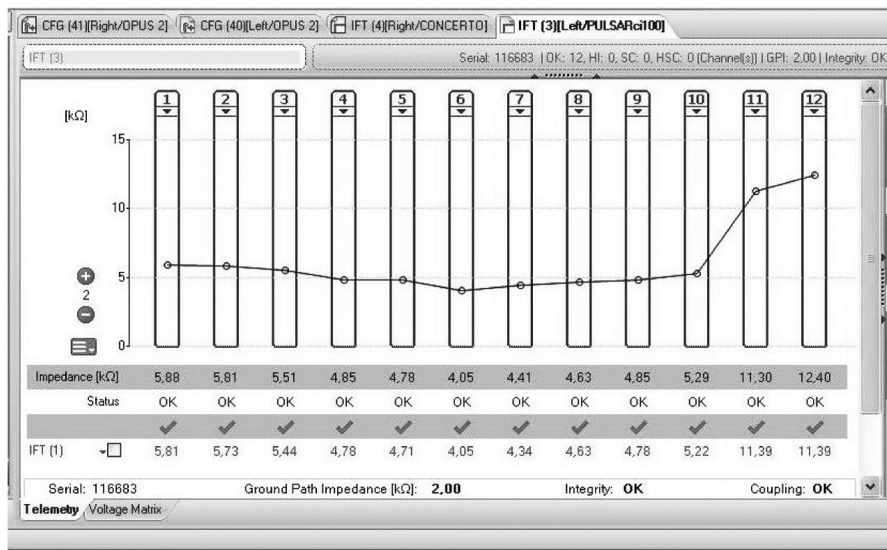 CFG (41)[Right/OPUS 2] CFG (40)[Left/OPUS 2] IFT (4)[Right/CONCERTO] IFT (3)[Left/PULSARci100]
IFT (3) Serial: 116683 | OK: 12, HI: 0, SC: 0, HSC: 0 (Channel(s)) | GPI: 2,00 | Integrity: OK
1 2 3 4 5 6 7 8 9 10 11 12
[kΩ]
15
10
5
2
0
Impedance [kΩ] 5,88 5,81 5,51 4,85 4,78 4,05 4,41 4,63 4,85 5,29 11,30 12,40
Status OK OK OK OK OK OK OK OK OK OK OK OK
IFT (1) 5,81 5,73 5,44 4,78 4,71 4,05 4,34 4,63 4,78 5,22 11,39 11,39
Serial: 116683 Ground Path Impedance [kΩ]: 2,00 Integrity: OK Coupling: OK
Telemetry Voltage Matrix